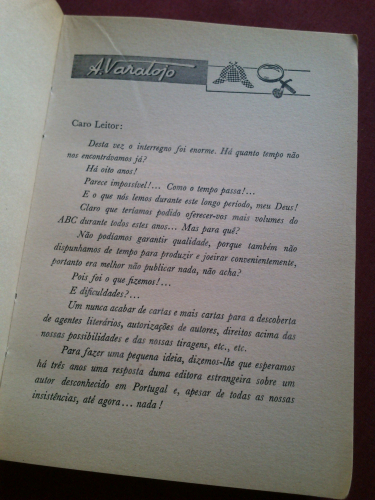 A. Varatojo
Caro Leitor:
Desta vez o interregno foi enorme. Há quanto tempo não
nos encontrávamos já?
Há oito anos!
Parece impossível!... Como o tempo passa!...
E o que nós lemos durante este longo período, meu Deus!
Claro que teríamos podido oferecer-vos mais volumes do
ABC durante todos estes anos... Mas para quê?
Não podíamos garantir qualidade, porque também não
dispunhamos de tempo para produzir e joeirar convenientemente,
portanto era melhor não publicar nada, não acha?
Pois foi o que fizemos!...
E dificuldades?...
Um nunca acabar de cartas e mais cartas para a descoberta
de agentes literários, autorizações de autores, direitos acima das
nossas possibilidades e das nossas tiragens, etc., etc.
Para fazer uma pequena ideia, dizemos-lhe que esperamos
há três anos uma resposta duma editora estrangeira sobre um
autor desconhecido em Portugal e, apesar de todas as nossas
insistências, até agora... nada!